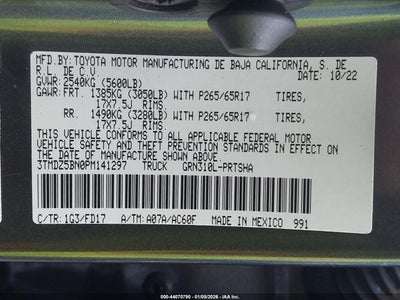 MFD.BY:TOYOTA MOTOR MANUFACTURING DE BAJA CALIFORNIA, S. DE
R.L. DE C.V. 10/22
GVWR: 2540KG (5600LB)
GAWR: FRT. 1385KG (3050LB) WITH P265/65R17 TIRES,
17X7.5J RIMS.
RR. 1490KG (3280LB) WITH P265/65R17 TIRES,
17X7.5J RIMS.
THIS VEHICLE CONFORMS TO ALL APPLICABLE FEDERAL MOTOR
VEHICLE SAFETY, BUMPER, AND THEFT PREVENTION STANDARDS IN
EFFECT ON THE DATE OF MANUFACTURE SHOWN ABOVE.
3TMDZ5BN0PM141297 TRUCK GRN310L-PRTSHA
C/TR: 1G3/FD17 A/TM: A07A/AC60F MADE IN MEXICO 991
000-44070790 - 01/05/2026 - IAA, Inc.